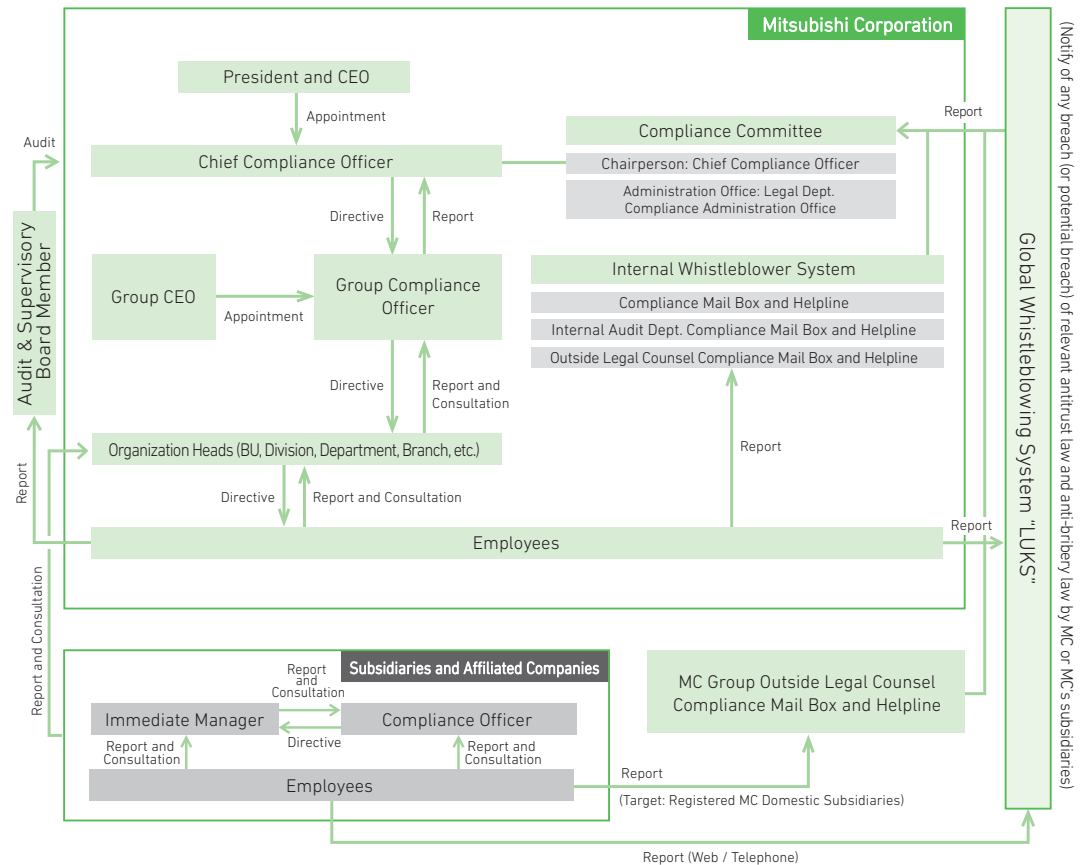 Mitsubishi Corporation
President and CEO
Appointment
Audit
Chief Compliance Officer
Directive
Report
Compliance Committee
Report
Chairperson: Chief Compliance Officer
Administration Office: Legal Dept.
Compliance Administration Office
Audit & Supervisory
Board Member
Group CEO
Appointment
Group Compliance
Officer
Internal Whistleblower System
Compliance Mail Box and Helpline
Internal Audit Dept. Compliance Mail Box and Helpline
Outside Legal Counsel Compliance Mail Box and Helpline
Directive
Report and
Consultation
Organization Heads (BU, Division, Department, Branch, etc.)
Report
Directive
Report and Consultation
Report
Employees
Report
Global Whistleblowing System "LUKS"
(Notify of any breach (or potential breach) of relevant antitrust law and anti-bribery law by MC or MC's subsidiaries)
Report and Consultation
Subsidiaries and Affiliated Companies
Report
and
Consultation
Immediate Manager
Compliance Officer
Directive
Report and
Consultation
Report and
Consultation
Employees
MC Group Outside Legal Counsel
Compliance Mail Box and Helpline
Report
(Target: Registered MC Domestic Subsidiaries)
Report (Web / Telephone)